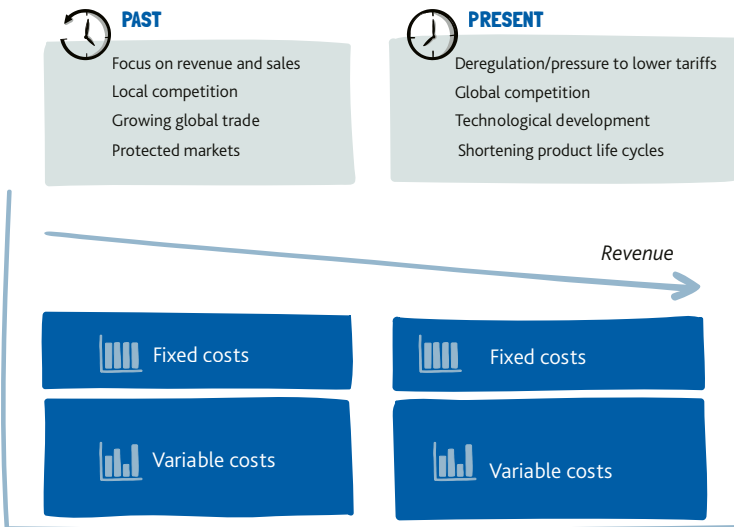 PAST
Focus on revenue and sales
Local competition
Growing global trade
Protected markets
PRESENT
Deregulation/pressure to lower tariffs
Global competition
Technological development
Shortening product life cycles
Revenue
Fixed costs
Fixed costs
Variable costs
Variable costs